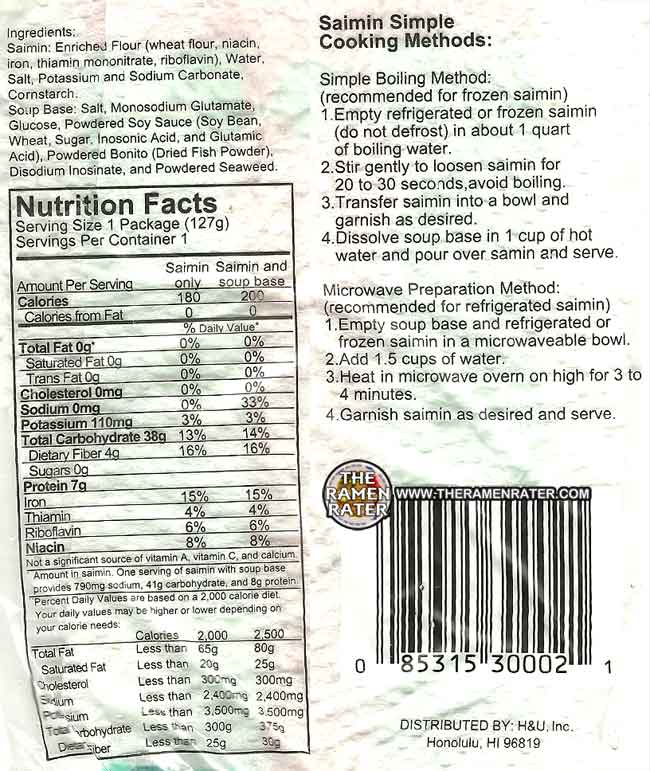 Ingredients:
Saimin: Enriched Flour (wheat flour, niacin,
iron, thiamin mononitrate, riboflavin), Water,
Salt, Potassium and Sodium Carbonate,
Cornstarch.
Soup Base: Salt, Monosodium Glutamate,
Glucose, Powdered Soy Sauce (Soy Bean,
Wheat, Sugar, Inosonic Acid, and Glutamic
Acid), Powdered Bonito (Dried Fish Powder),
Disodium Inosinate, and Powdered Seaweed.
Nutrition Facts
Serving Size 1 Package (127g)
Servings Per Container 1
Saimin Saimin and
Amount Per Serving only soup base
Calories 180 200
Calories from Fat 0 0
% Daily Value*
Total Fat 0g* 0% 0%
Saturated Fat 0g 0% 0%
Trans Fat 0g 0% 0%
Cholesterol 0mg 0% 0%
Sodium 0mg 0% 33%
Potassium 110mg 3% 3%
Total Carbohydrate 38g 13% 14%
Dietary Fiber 4g 16% 16%
Sugars 0g
Protein 7g
Iron 15% 15%
Thiamin 4% 4%
Riboflavin 6% 6%
Niacin 8% 8%
Not a significant source of vitamin A, vitamin C, and calcium.
Amount in saimin. One serving of saimin with soup base
provides 790mg sodium, 41g carbohydrate, and 8g protein.
Percent Daily Values are based on a 2,000 calorie diet.
Your daily values may be higher or lower depending on
your calorie needs:
Calories 2,000 2,500
Total Fat Less than 65g 80g
Saturated Fat Less than 20g 25g
Cholesterol Less than 300mg 300mg
Sodium Less than 2,400mg 2,400mg
Less than 3,500mg 3,500mg
Total Less than 300g 375g
Less than 25g 30g
Saimin Simple
Cooking Methods:
Simple Boiling Method:
(recommended for frozen saimin)
1.Empty refrigerated or frozen saimin
(do not defrost) in about 1 quart
of boiling water.
2.Stir gently to loosen saimin for
20 to 30 seconds,avoid boiling.
3.Transfer saimin into a bowl and
garnish as desired.
4.Dissolve soup base in 1 cup of hot
water and pour over samin and serve.
Microwave Preparation Method:
(recommended for refrigerated saimin)
1.Empty soup base and refrigerated or
frozen saimin in a microwaveable bowl.
2.Add 1.5 cups of water.
3.Heat in microwave overn on high for 3 to
4 minutes.
4.Garnish saimin as desired and serve.
THE
RAMEN
RATER
WWW.THERAMENRATER.COM
0 85315 30002 1
DISTRIBUTED BY: H&U, Inc.
Honolulu, HI 96819